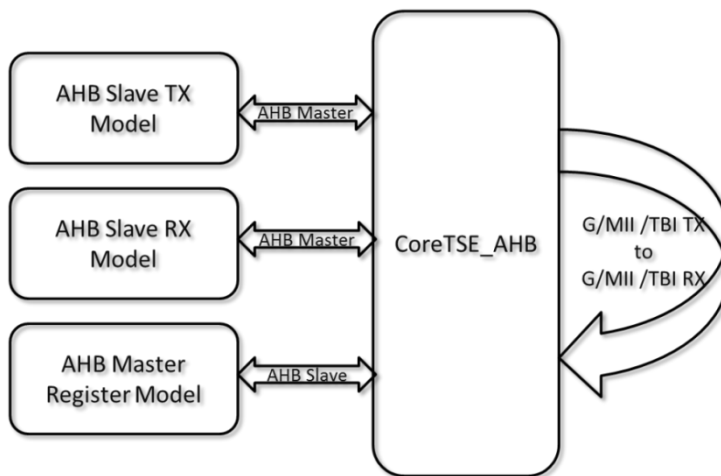 AHB Slave TX
Model
AHB Master
AHB Slave RX
Model
AHB Master
AHB Master
Register Model
AHB Slave
CoreTSE_AHB
G/MII /TBI TX
to
G/MII /TBI RX